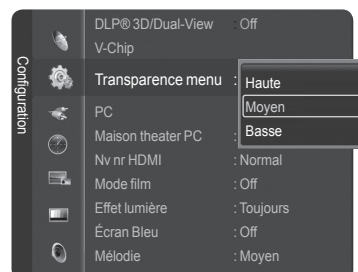 Configuration
DLP® 3D/Dual-View : Off
V-Chip
Transparence menu :
Haute
Moyen
Basse
PC
Maison theater PC :
Nv nr HDMI : Normal
Mode film : Off
Effet lumière : Toujours
Écran Bleu : Off
Mélodie : Moyen